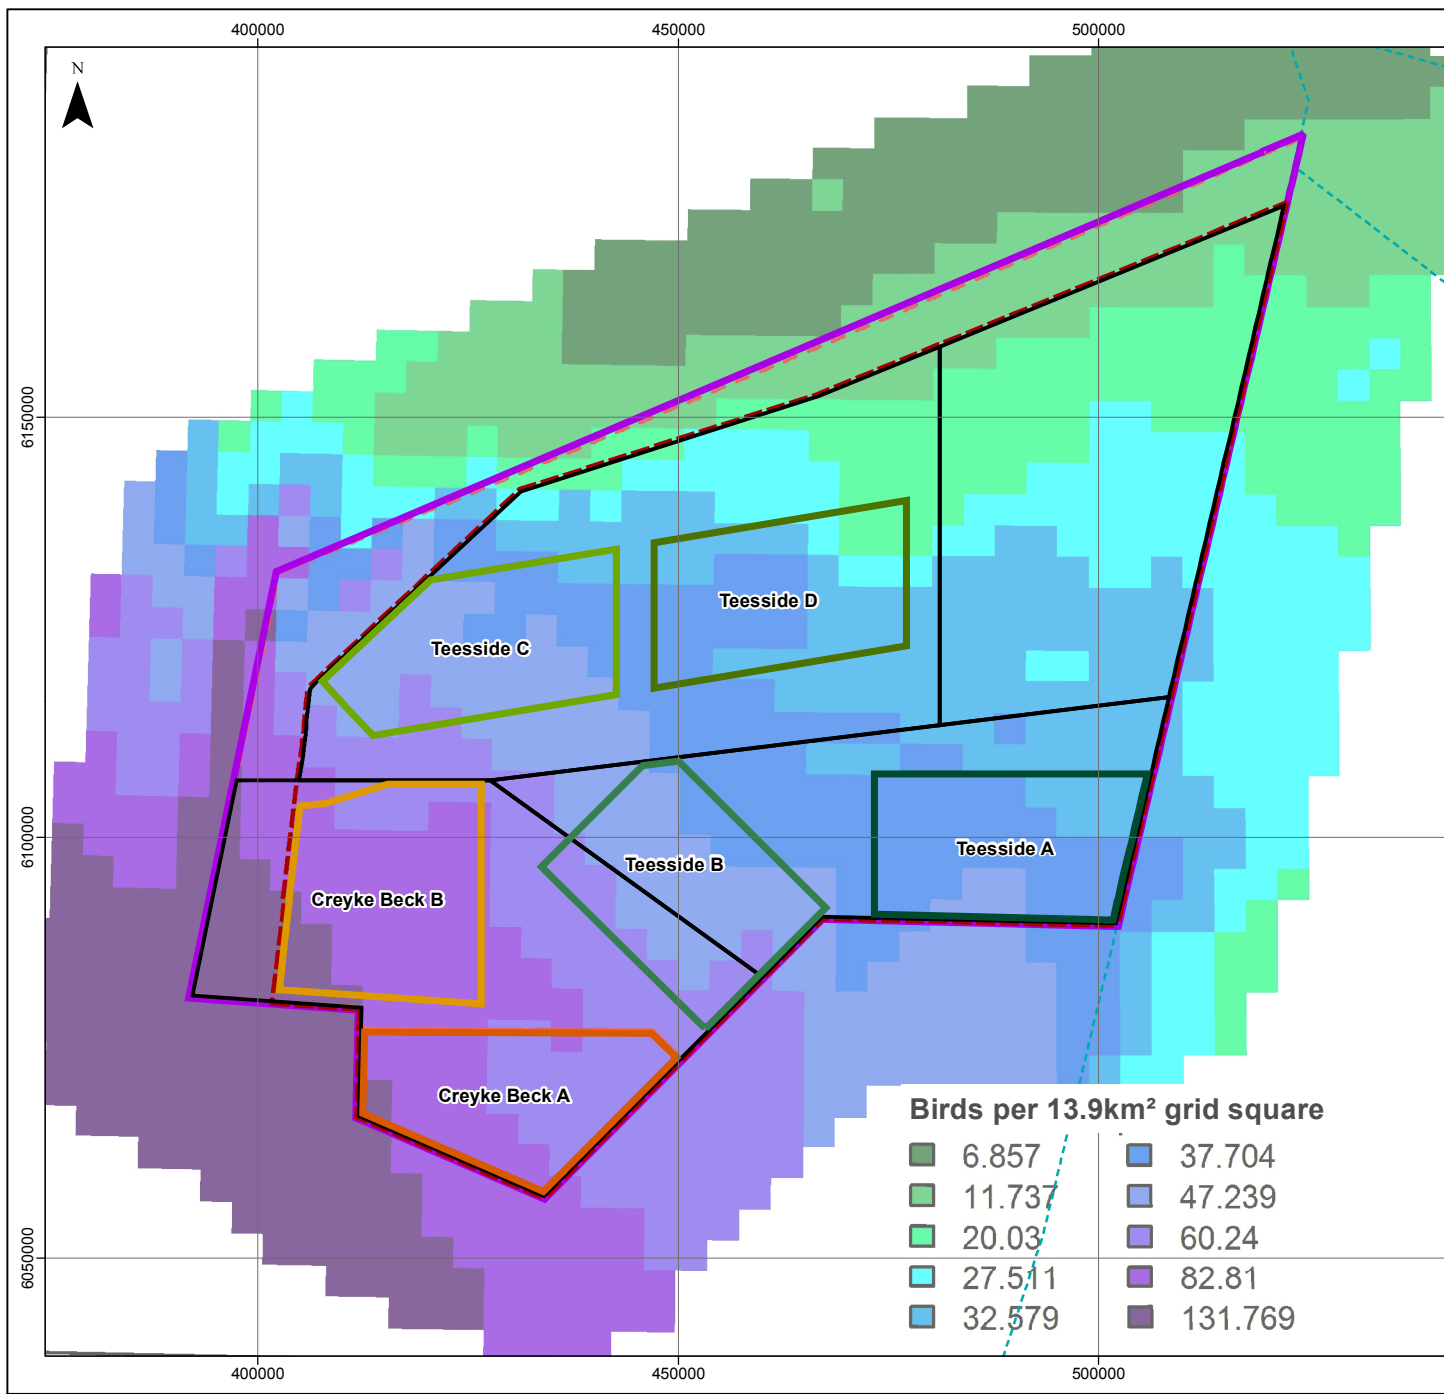 400000 450000 500000
N
6150000
Teesside D
Teesside C
6100000
Teesside A
Teesside B
Creyke Beck B
Creyke Beck A
Birds per 13.9km² grid square
6.857 37.704
11.737 47.239
20.03 60.24
27.511 82.81
32.579 131.769
6050000
400000 450000 500000